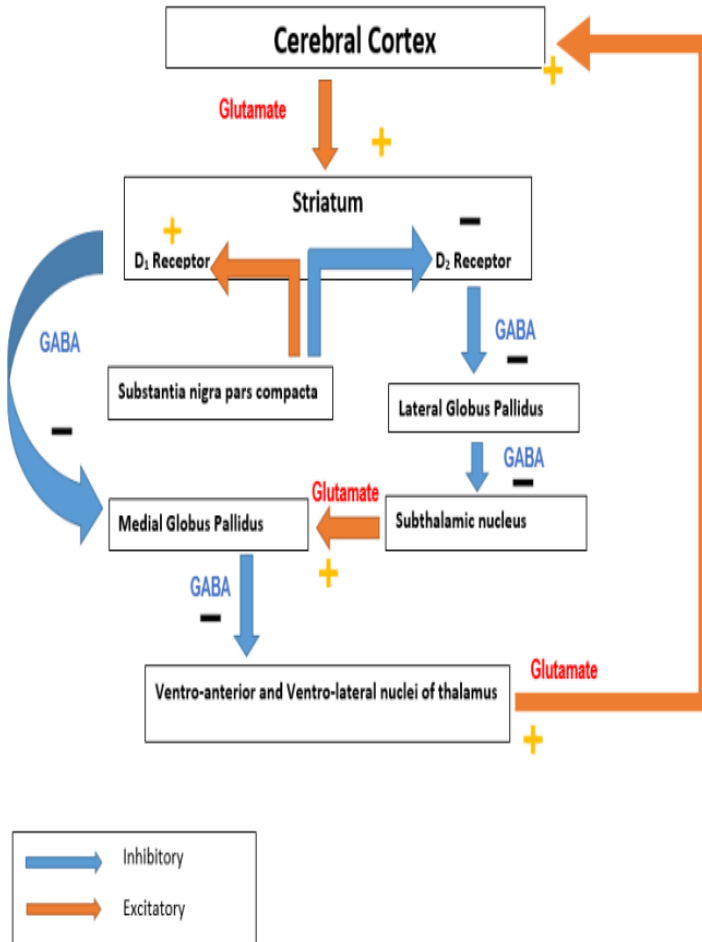 Cerebral Cortex
+
Glutamate
+
Striatum
+
−
D₁ Receptor
D₂ Receptor
GABA
−
GABA
−
Substantia nigra pars compacta
Lateral Globus Pallidus
GABA
−
Glutamate
Medial Globus Pallidus
Subthalamic nucleus
+
GABA
−
Ventro-anterior and Ventro-lateral nuclei of thalamus
Glutamate
+
Inhibitory
Excitatory